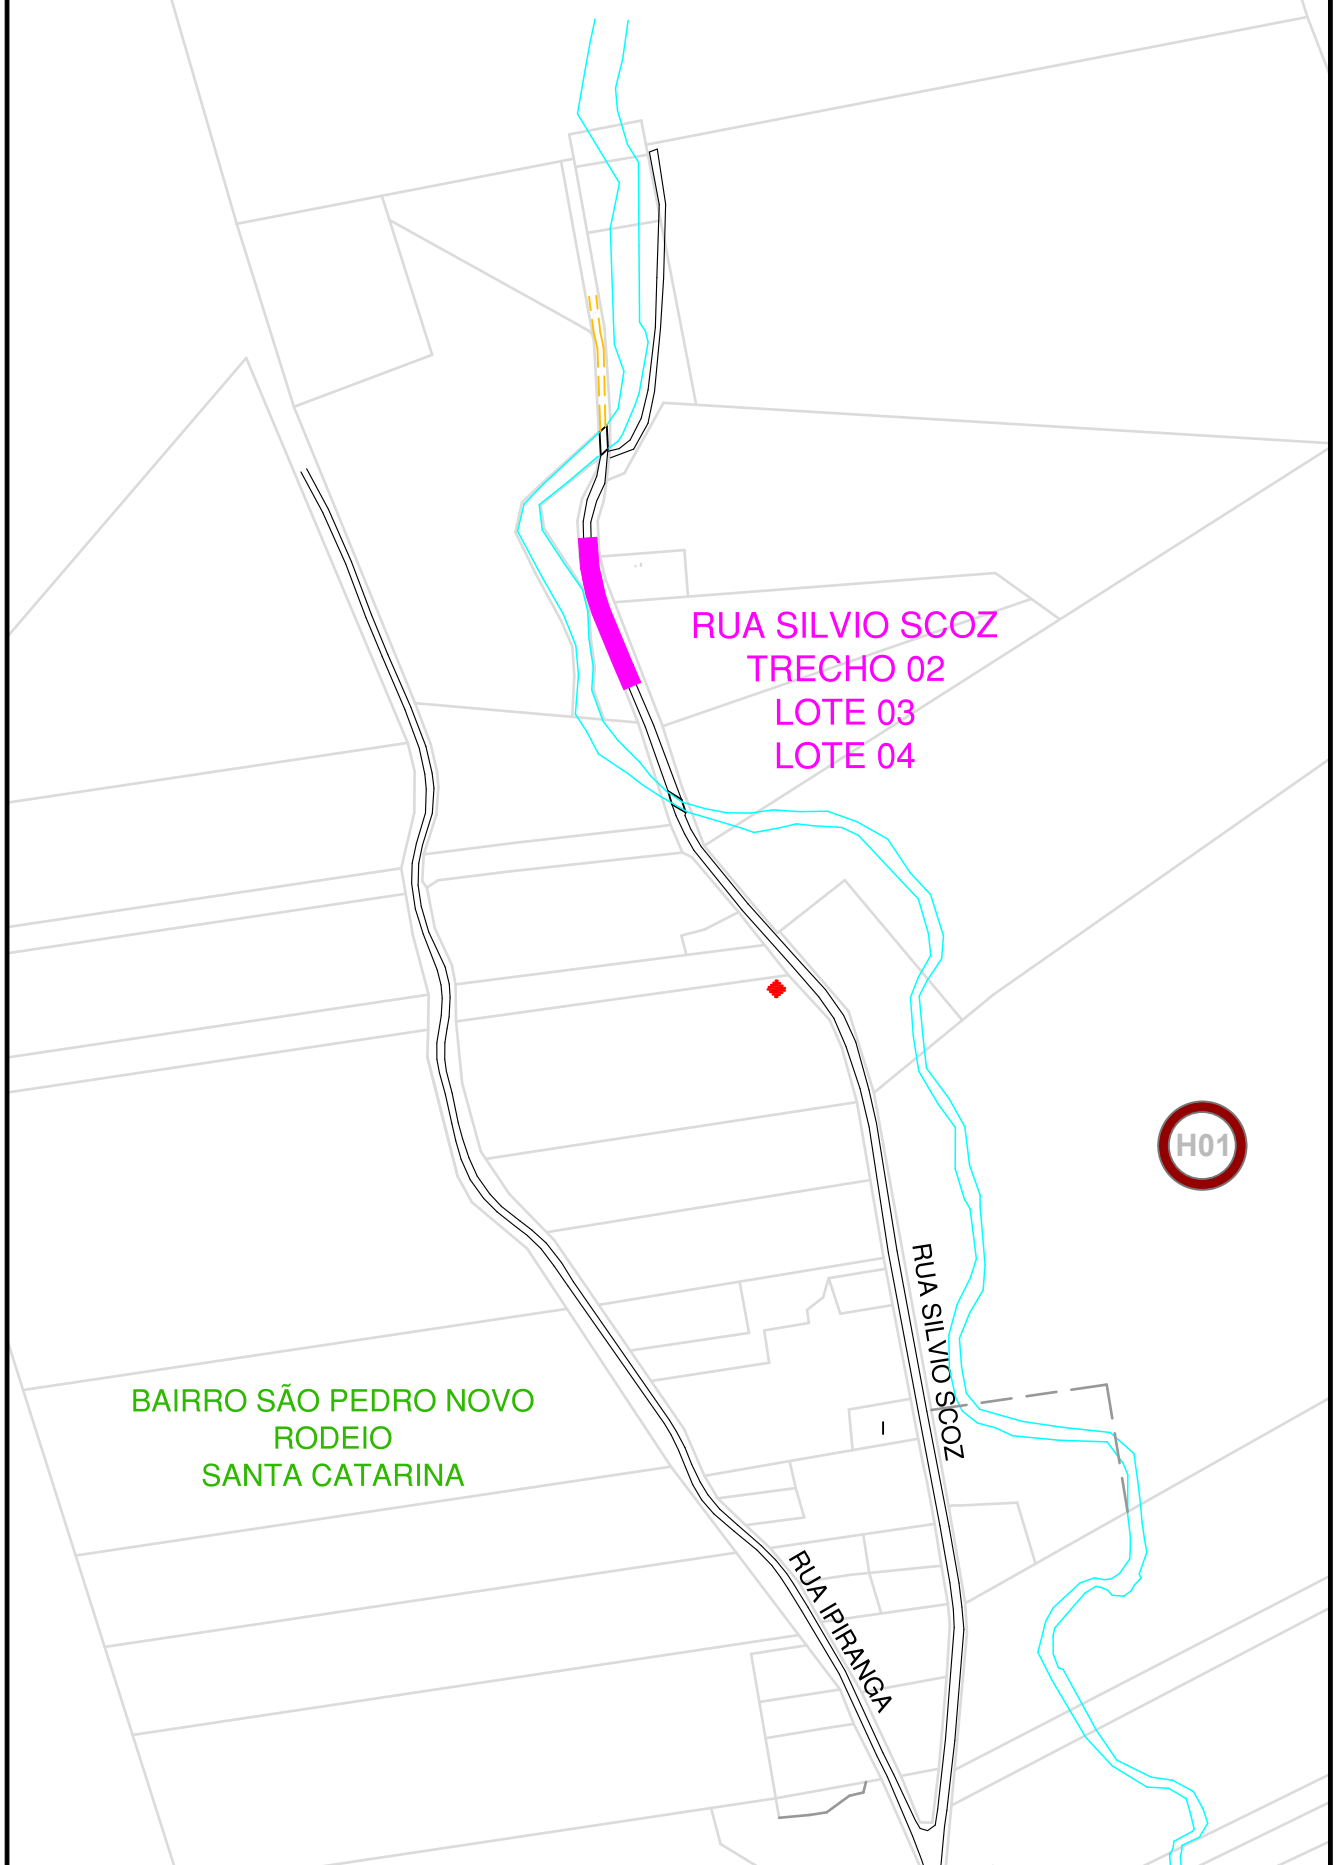 RUA SILVIO SCOZ
TRECHO 02
LOTE 03
LOTE 04
H01
RUA SILVIO SCOZ
BAIRRO SÃO PEDRO NOVO
RODEIO
SANTA CATARINA
RUA IPIRANGA